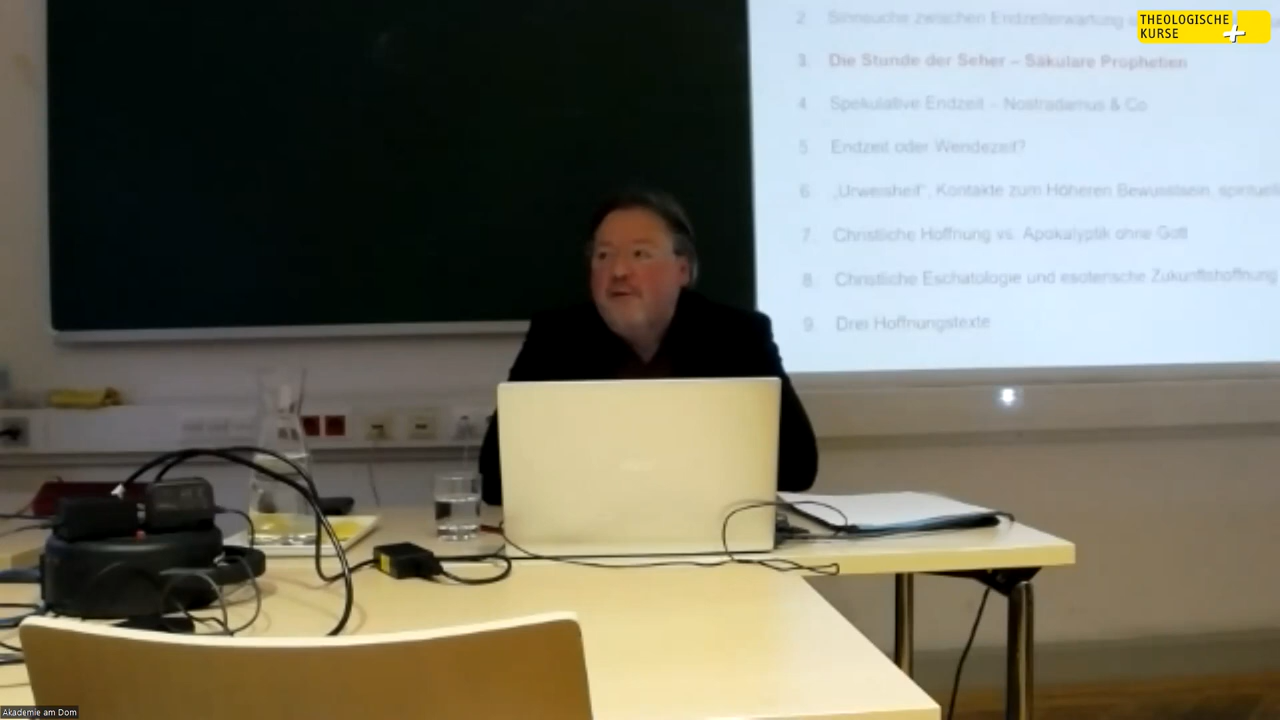 THEOLOGISCHE
KURSE
2. Sinnsuche zwischen Endzeiterwartung
3. Die Stunde der Seher – Säkulare Prophetien
4. Spekulative Endzeit – Nostradamus & Co
5. Endzeit oder Wendezeit?
6. „Urweisheit“, Kontakte zum Höheren Bewusstsein, spirituel
7. Christliche Hoffnung vs. Apokalyptik ohne Gott
8. Christliche Eschatologie und esoterische Zukunftshoffnung
9. Drei Hoffnungstexte
Akademie am Dom